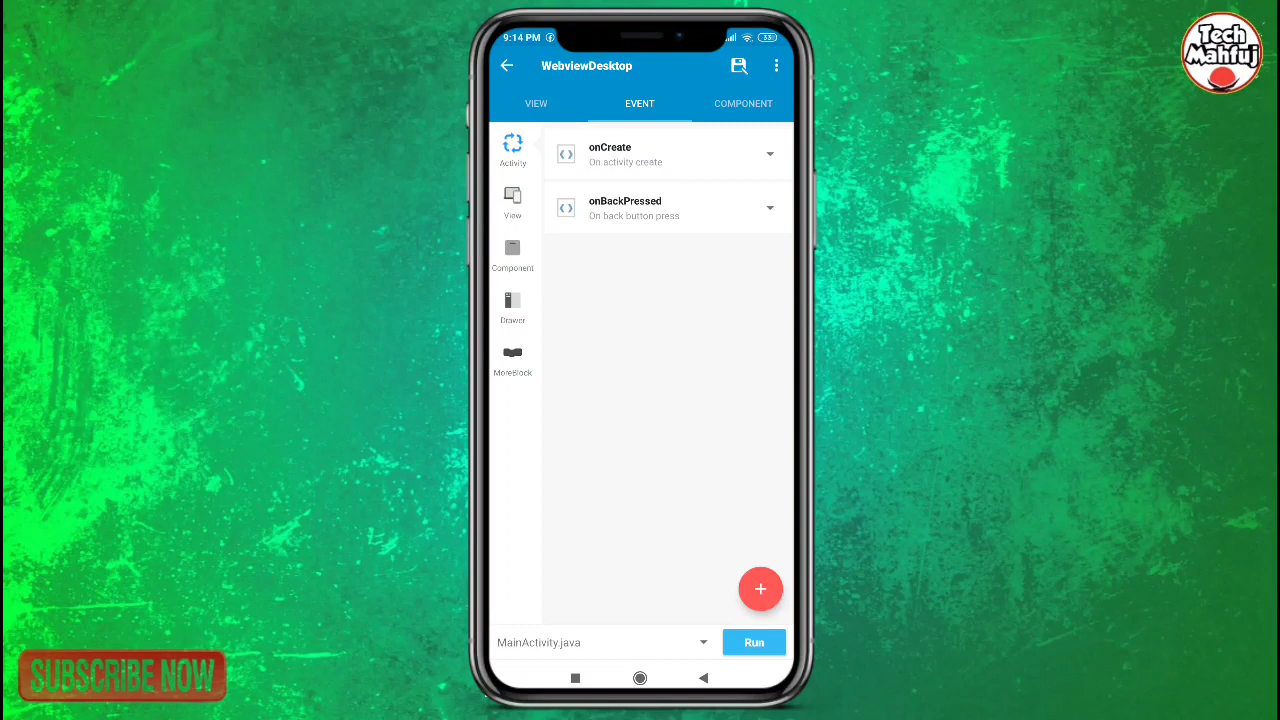 9:14 PM
33
WebviewDesktop
VIEW
EVENT
COMPONENT
Activity
View
Component
Drawer
MoreBlock
onCreate
On activity create
onBackPressed
On back button press
+
MainActivity.java
Run
Tech
Mahfuj
SUBSCRIBE NOW